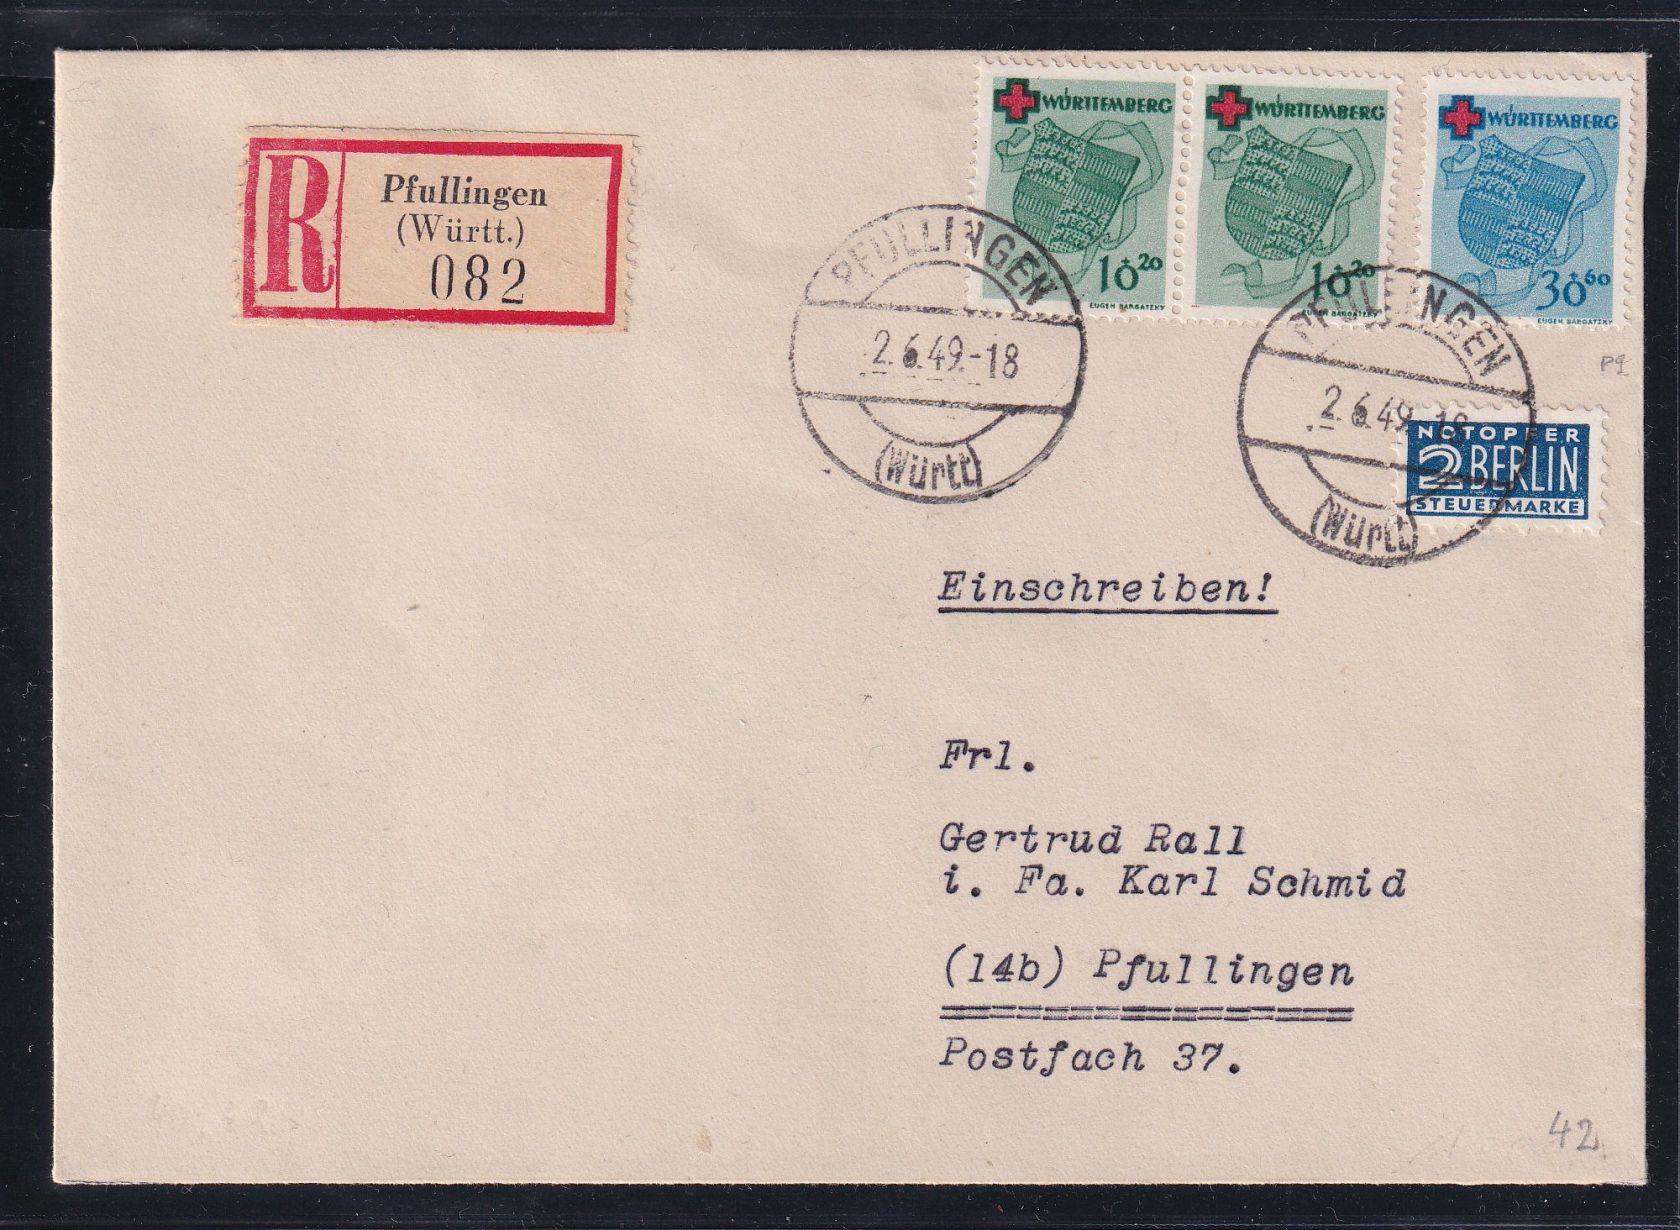 R
Pfullingen
(Württ.)
082
WÜRTTEMBERG
10+20
EUGEN BARGATZKY
WÜRTTEMBERG
10+20
EUGEN BARGATZKY
WÜRTTEMBERG
30+60
EUGEN BARGATZKY
PFULLINGEN
2.6.49.-18
(Württ)
PFULLINGEN
2.6.49.-18
(Württ)
NOTOPFER
2 BERLIN
STEUERMARKE
Einschreiben!
Frl.
Gertrud Rall
i. Fa. Karl Schmid
(14b) Pfullingen
Postfach 37.
42